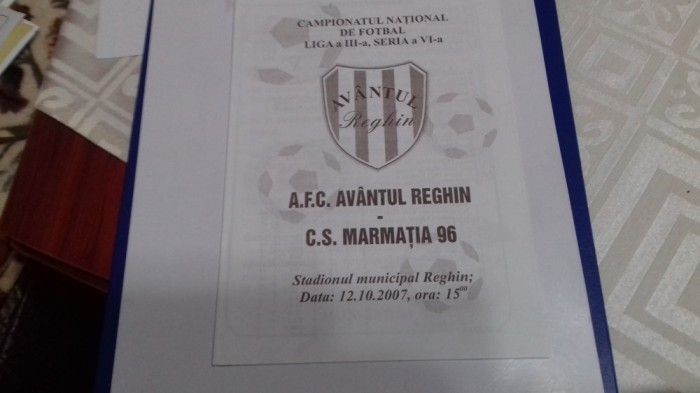 CAMPIONATUL NAȚIONAL
DE FOTBAL
LIGA a III-a, SERIA a VI-a
AVÂNTUL
Reghin
A.F.C. AVÂNTUL REGHIN
-
C.S. MARMAȚIA 96
Stadionul municipal Reghin;
Data: 12.10.2007, ora: 15⁰⁰